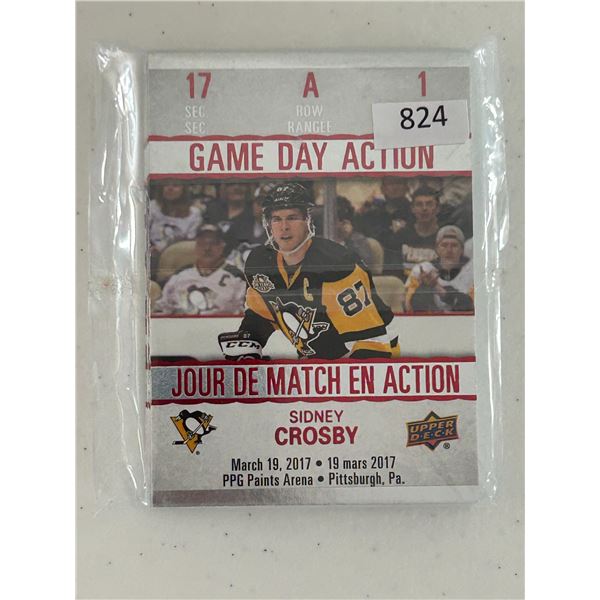 17 A 1
SEC ROW
SEC RANGÉE
824
GAME DAY ACTION
87
C
87
CCM
JOUR DE MATCH EN ACTION
SIDNEY
CROSBY
UPPER
DECK
March 19, 2017 • 19 mars 2017
PPG Paints Arena • Pittsburgh, Pa.